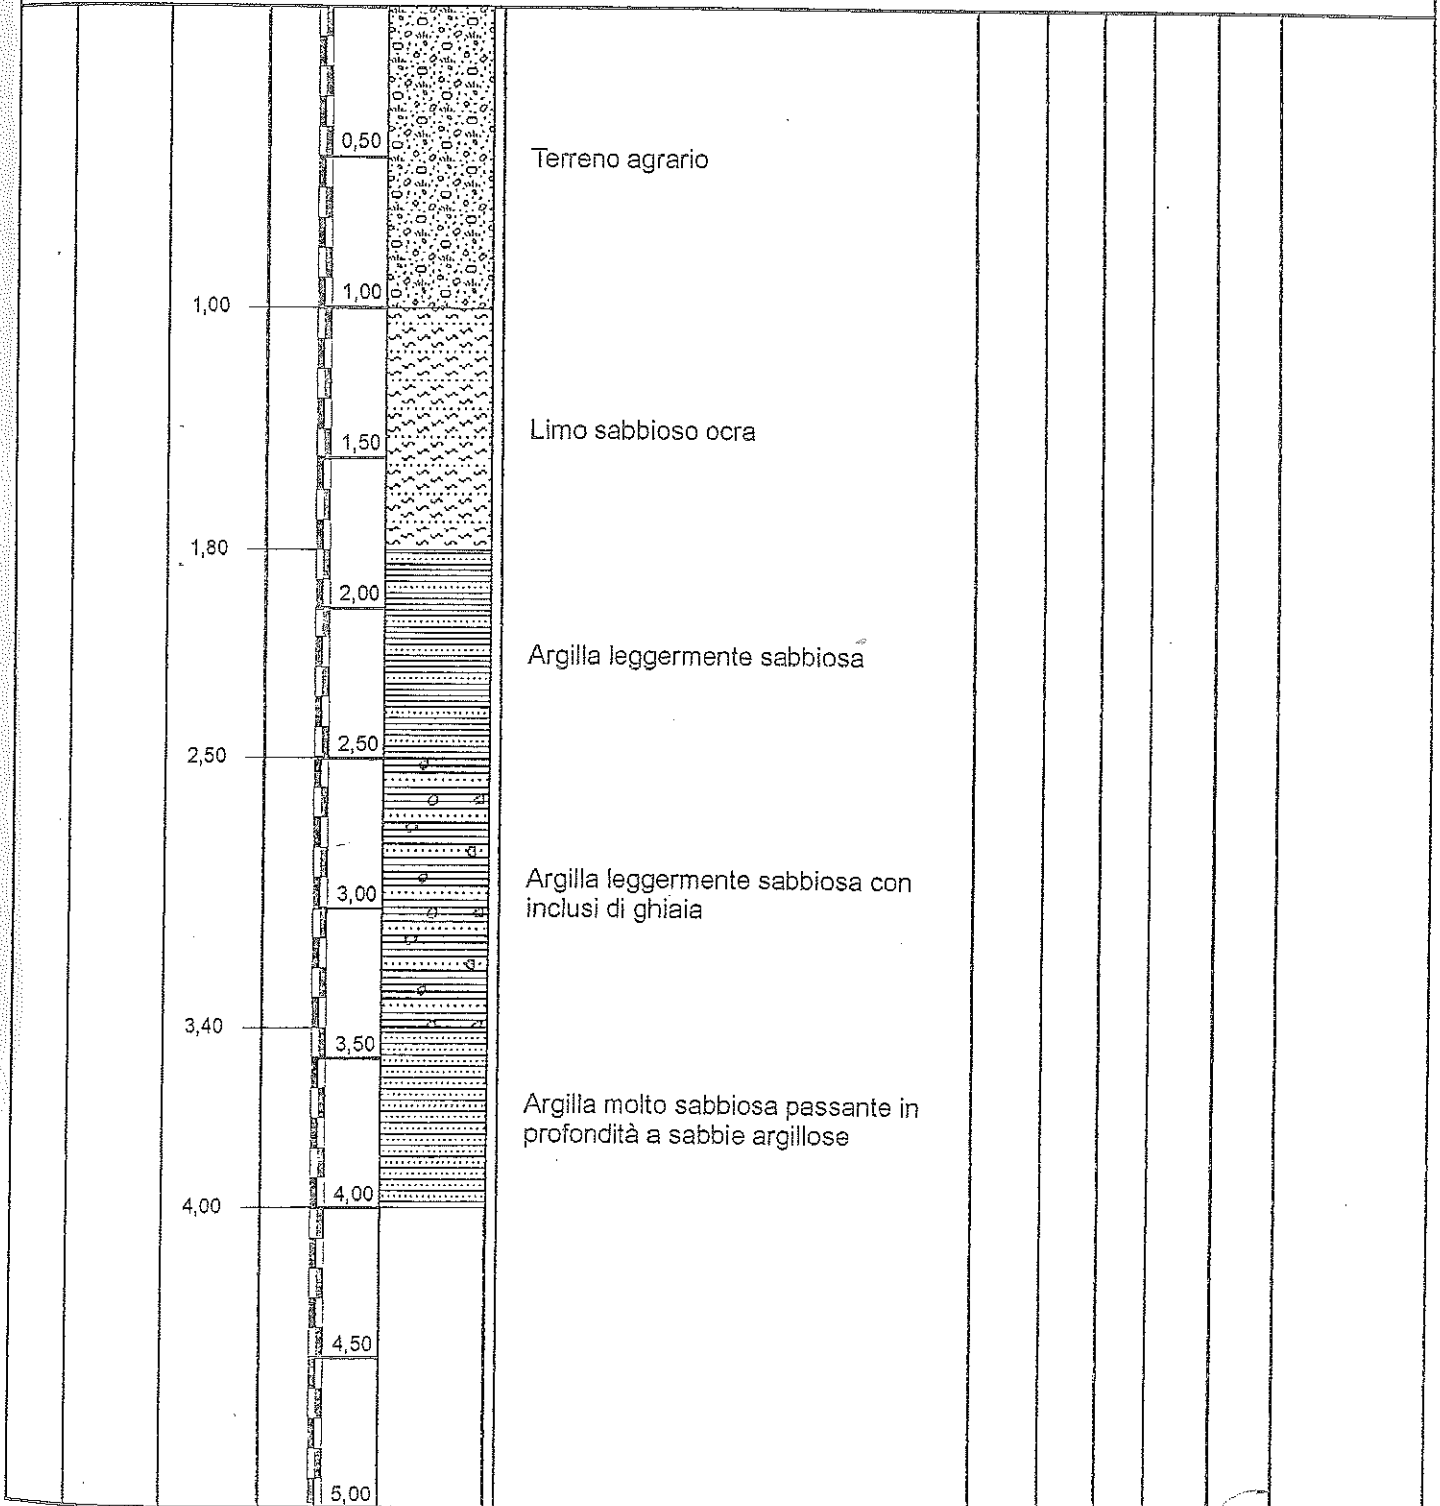 0,50
Terreno agrario
1,00
1,00
Limo sabbioso ocra
1,50
1,80
2,00
Argilla leggermente sabbiosa
2,50
2,50
Argilla leggermente sabbiosa con
inclusi di ghiaia
3,00
3,40
3,50
Argilla molto sabbiosa passante in
profondità a sabbie argillose
4,00
4,00
4,50
5,00